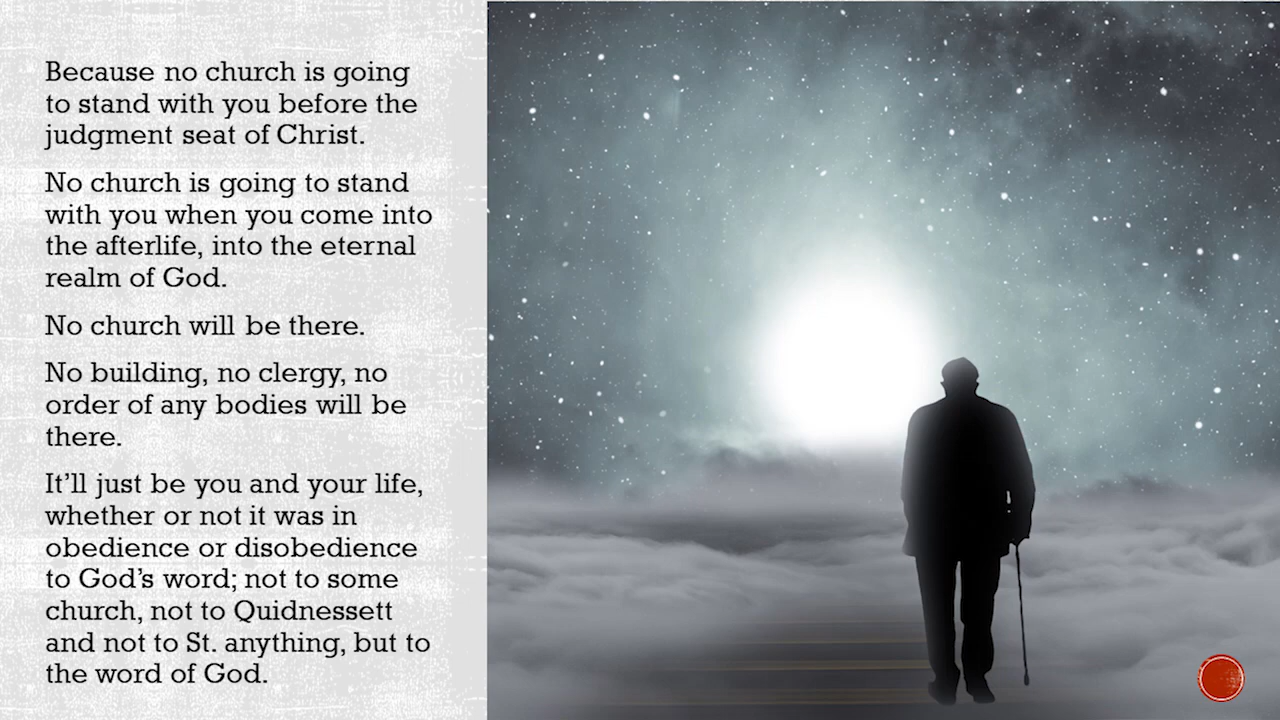 Because no church is going
to stand with you before the
judgment seat of Christ.
No church is going to stand
with you when you come into
the afterlife, into the eternal
realm of God.
No church will be there.
No building, no clergy, no
order of any bodies will be
there.
It’ll just be you and your life,
whether or not it was in
obedience or disobedience
to God’s word; not to some
church, not to Quidnessett
and not to St. anything, but to
the word of God.